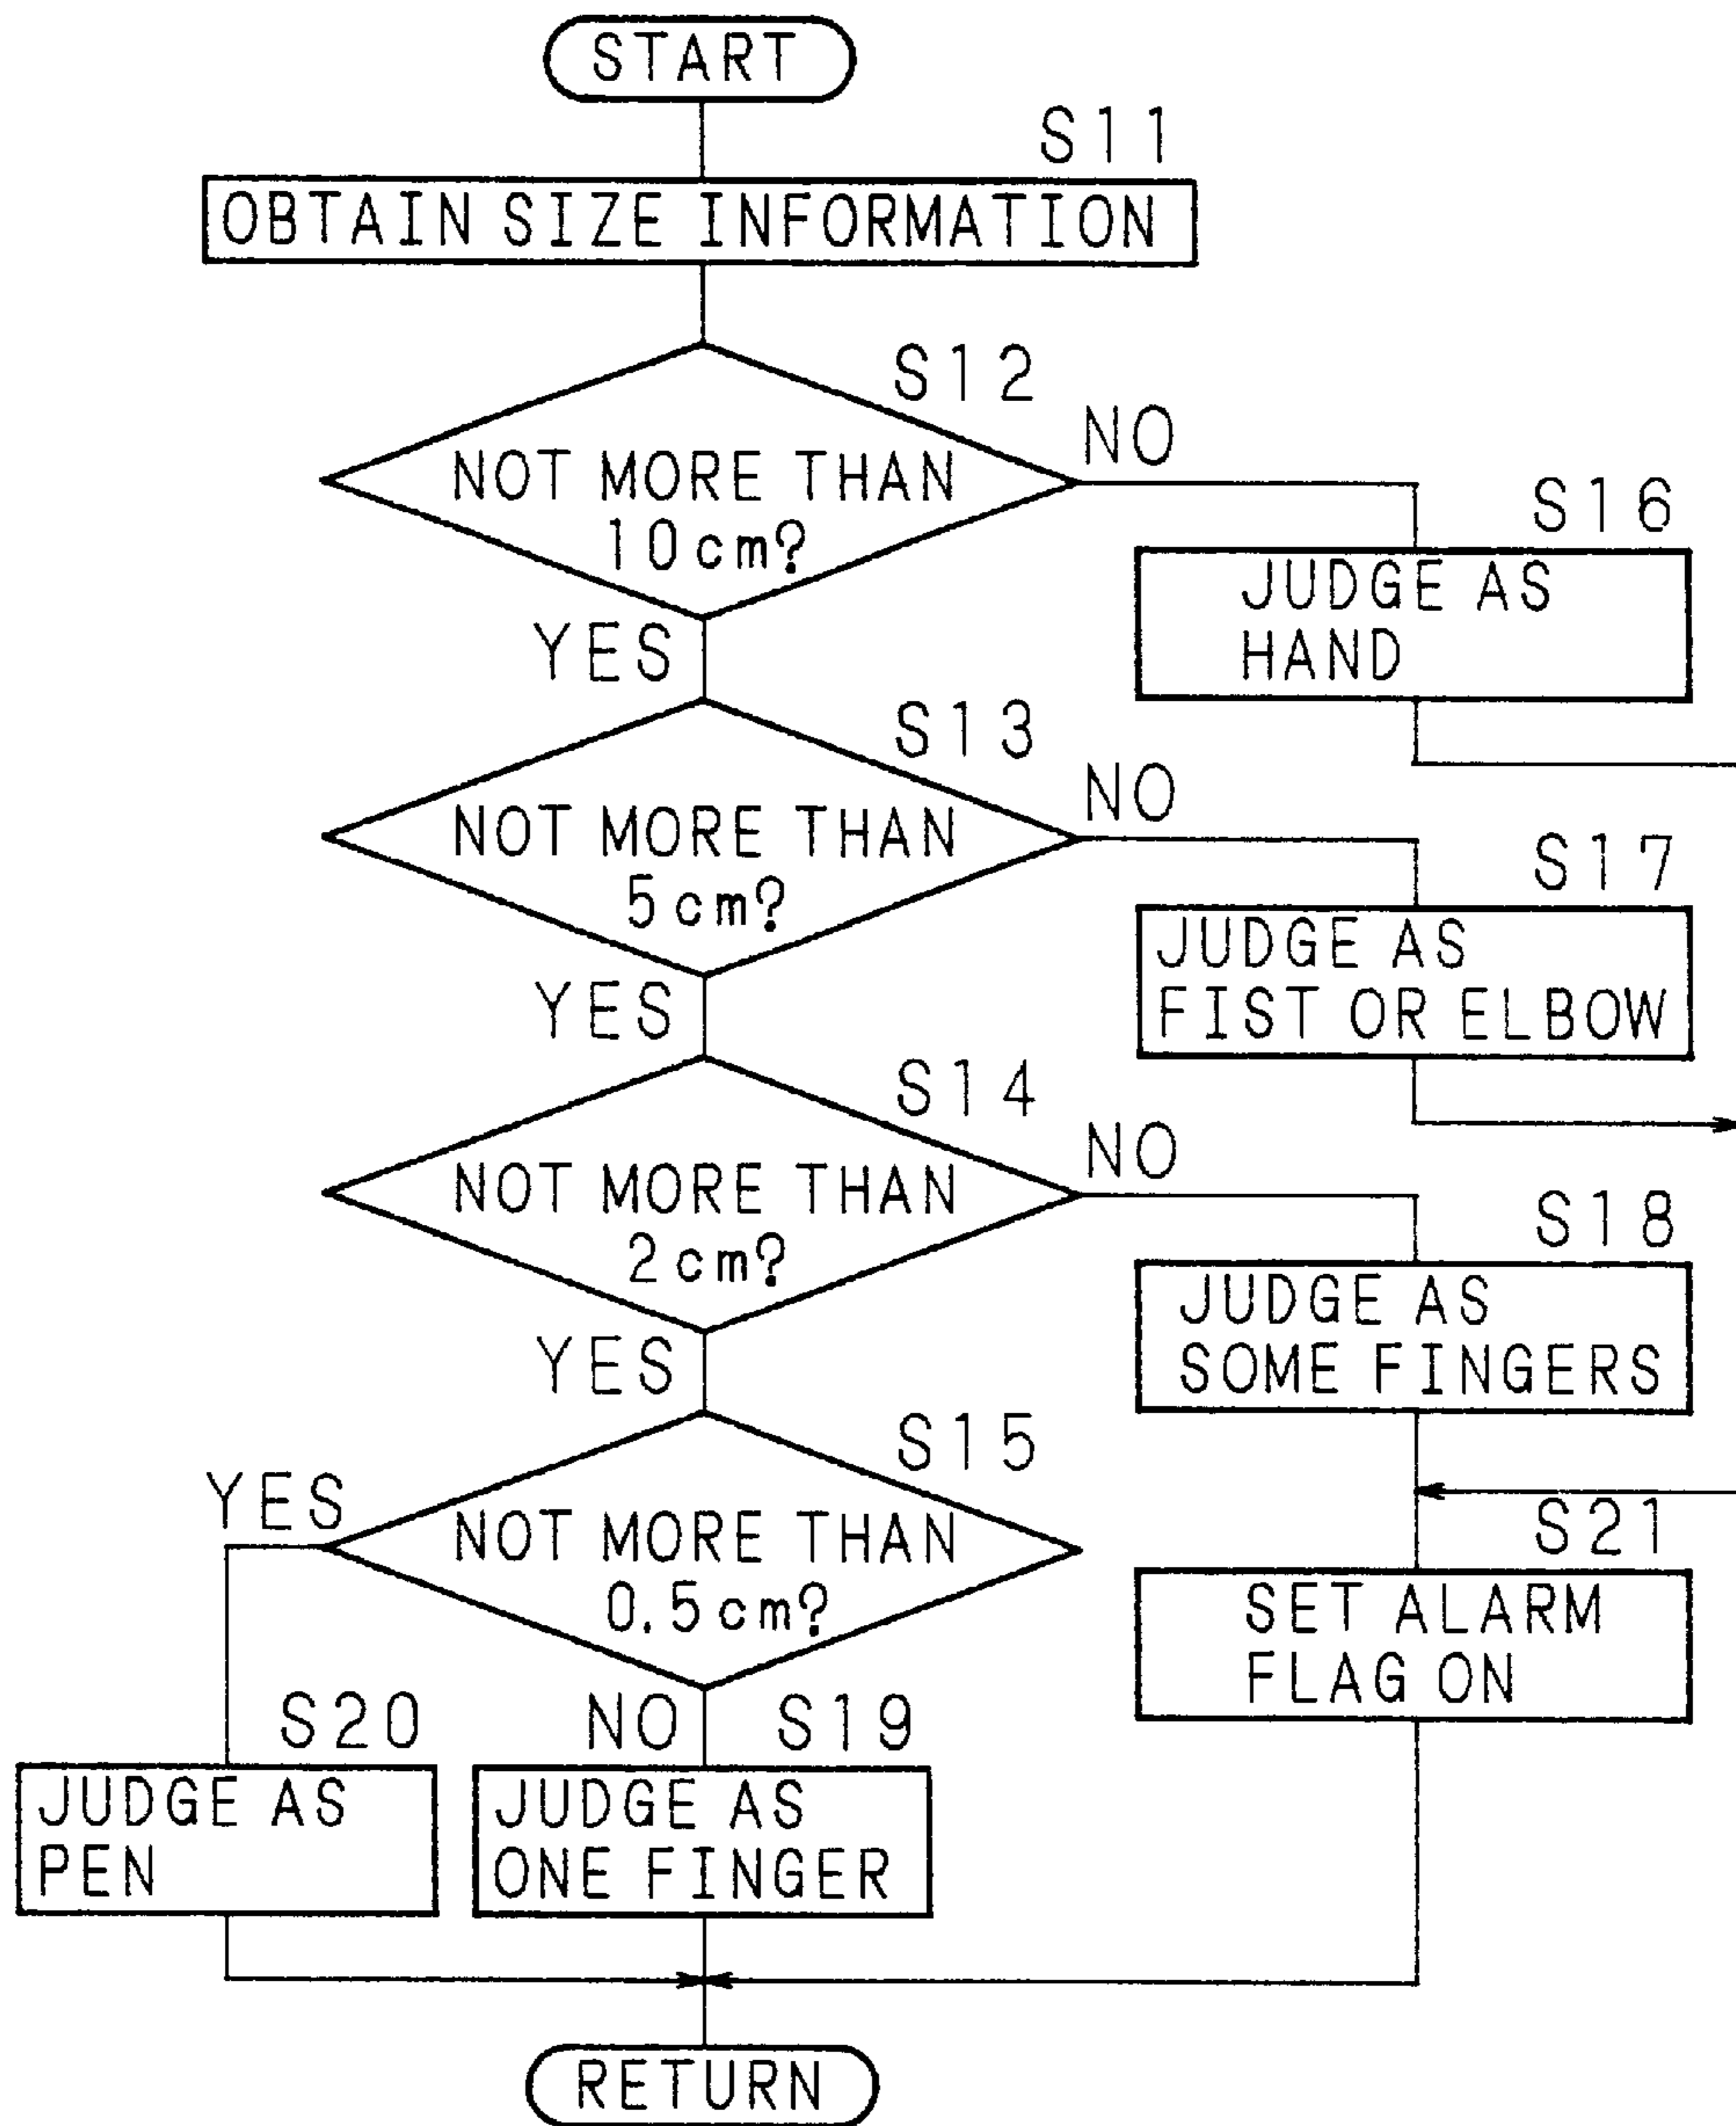 START
S11
OBTAIN SIZE INFORMATION
S12
NOT MORE THAN
10cm?
NO
YES
S16
JUDGE AS
HAND
S13
NOT MORE THAN
5cm?
NO
YES
S17
JUDGE AS
FIST OR ELBOW
S14
NOT MORE THAN
2cm?
NO
YES
S18
JUDGE AS
SOME FINGERS
S15
NOT MORE THAN
0.5cm?
YES
NO
S21
SET ALARM
FLAG ON
S20
JUDGE AS
PEN
S19
JUDGE AS
ONE FINGER
RETURN